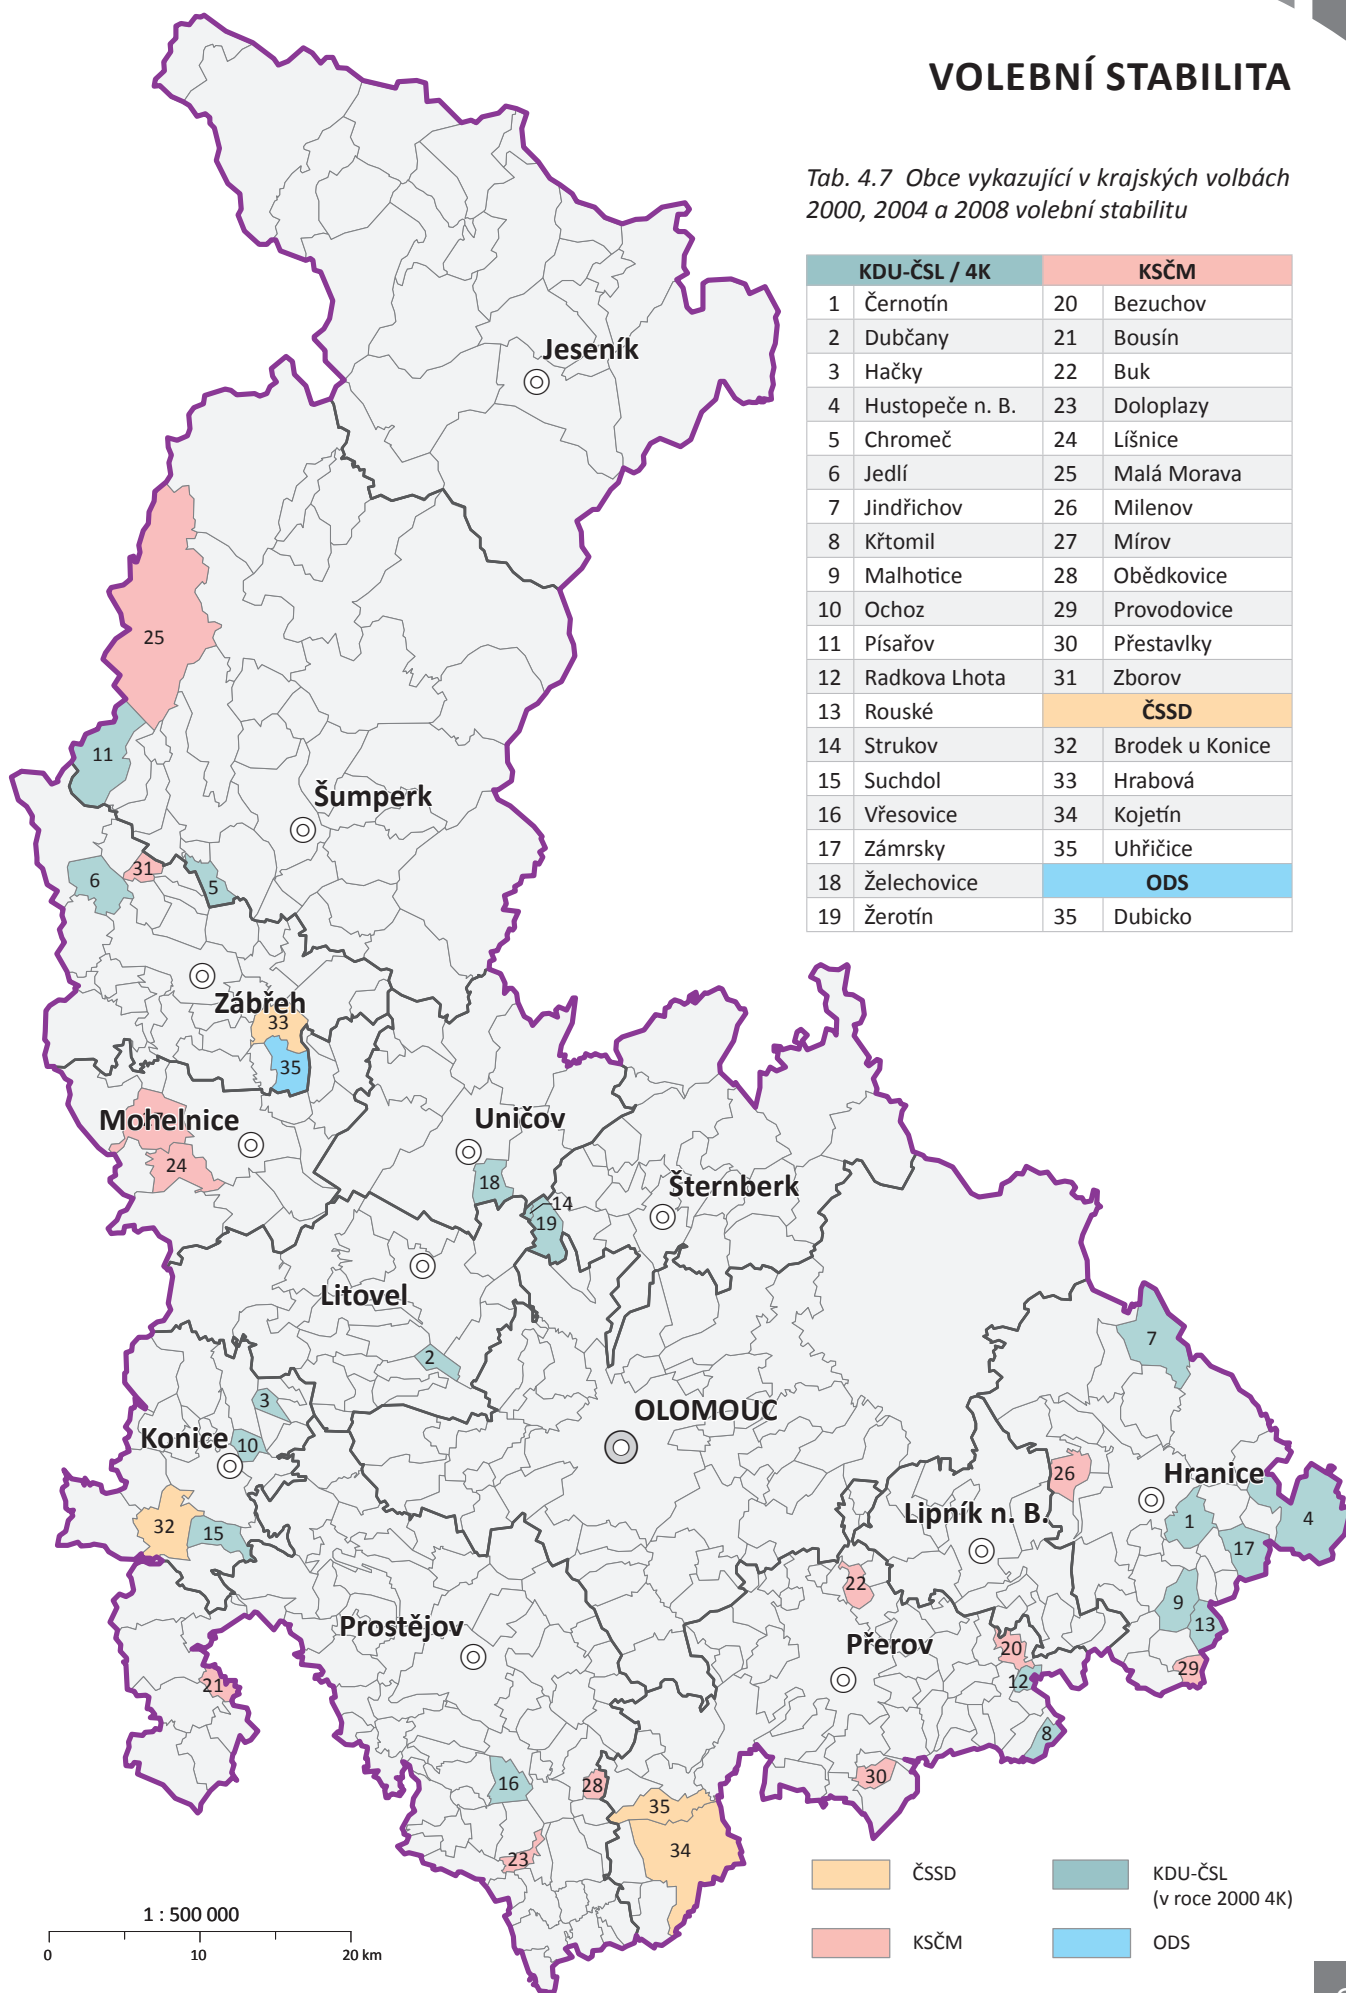 VOLEBNÍ STABILITA
Tab. 4.7 Obce vykazující v krajských volbách
2000, 2004 a 2008 volební stabilitu
KDU-ČSL / 4K KSČM
1 Černotín 20 Bezuchov
2 Dubčany 21 Bousín
3 Hačky 22 Buk
4 Hustopeče n. B. 23 Doloplazy
5 Chromeč 24 Líšnice
6 Jedlí 25 Malá Morava
7 Jindřichov 26 Milenov
8 Křtomil 27 Mírov
9 Malhotice 28 Obědkovice
10 Ochoz 29 Provodovice
11 Písařov 30 Přestavlky
12 Radkova Lhota 31 Zborov
13 Rouské ČSSD
14 Strukov 32 Brodek u Konice
15 Suchdol 33 Hrabová
16 Vřesovice 34 Kojetín
17 Zámrsky 35 Uhřičice
18 Želechovice ODS
19 Žerotín 35 Dubicko
Jeseník
25
11
Šumperk
6
31
5
Zábřeh
33
35
Mohelnice
24
Uničov
18
14
19
Šternberk
Litovel
2
3
Konice
10
OLOMOUC
7
26
Hranice
4
1
17
Lipník n. B.
32
15
22
9
13
Prostějov
Přerov
20
12
29
21
8
16
28
30
35
34
23
ČSSD
KDU-ČSL
(v roce 2000 4K)
KSČM
ODS
1 : 500 000
0 10 20 km